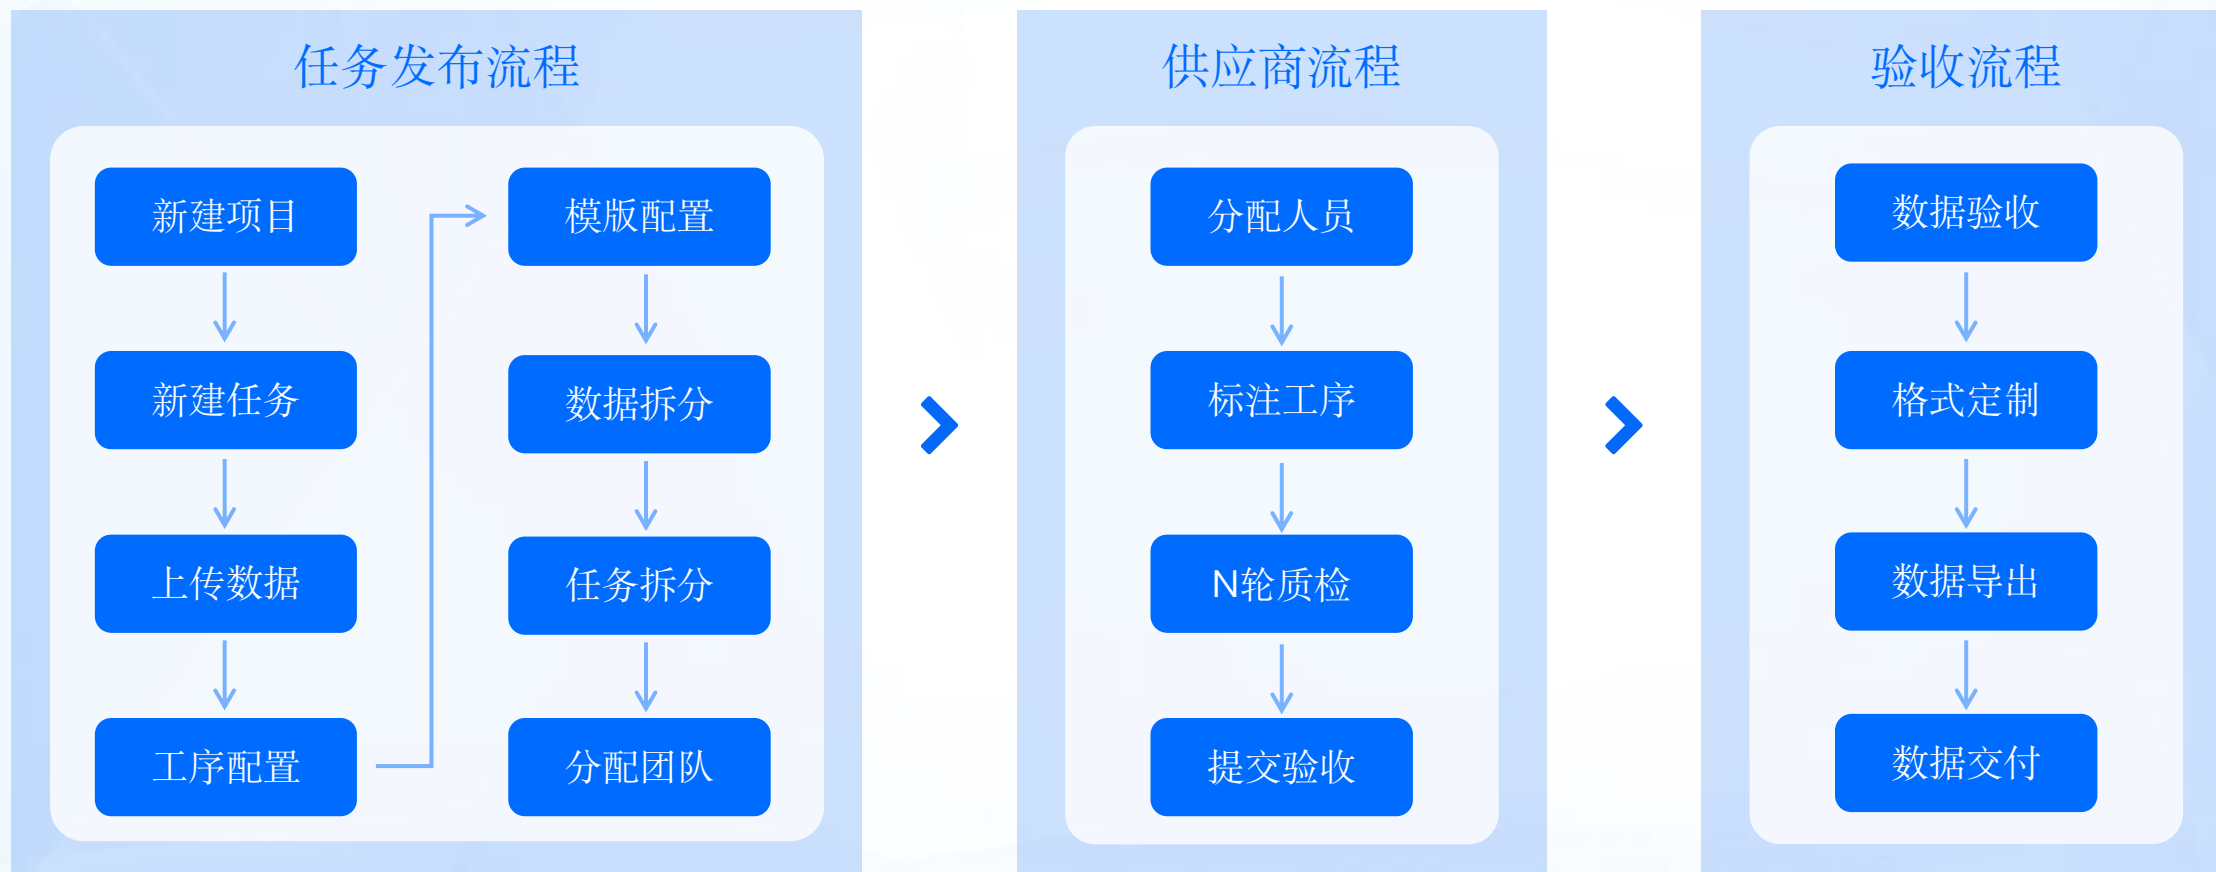 任务发布流程
新建项目
新建任务
上传数据
工序配置
模版配置
数据拆分
任务拆分
分配团队
供应商流程
分配人员
标注工序
N轮质检
提交验收
验收流程
数据验收
格式定制
数据导出
数据交付